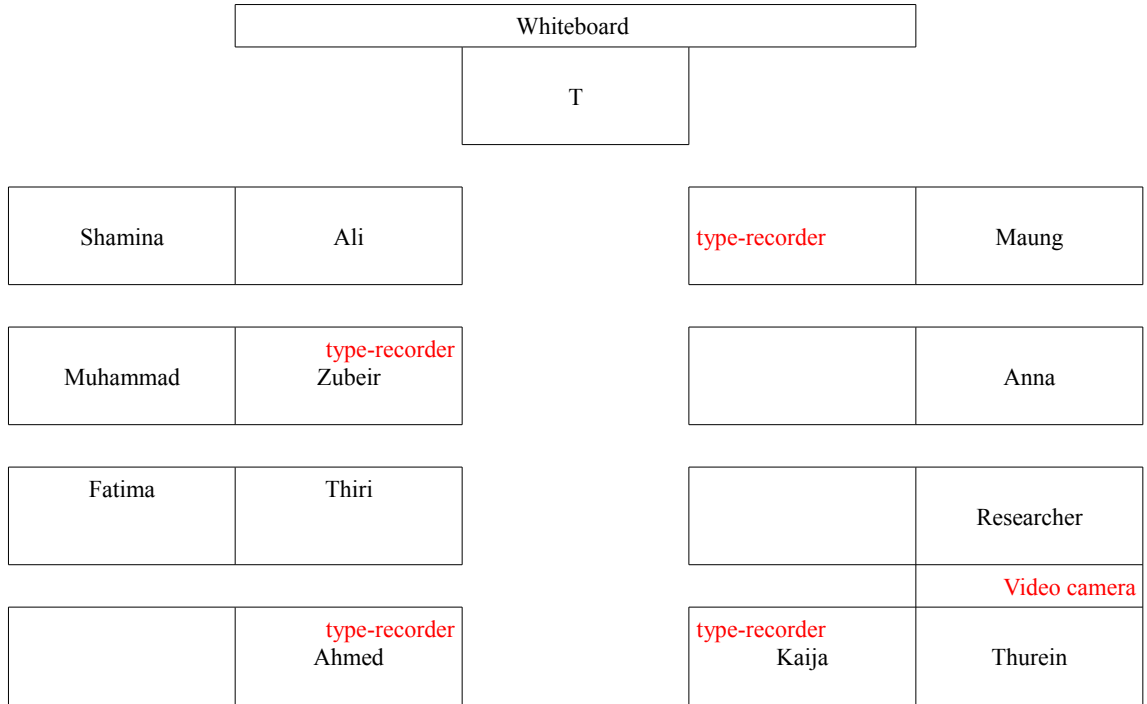 Whiteboard
T
Shamina
Ali
type-recorder
Maung
type-recorder
Muhammad
Zubeir
Anna
Fatima
Thiri
Researcher
Video camera
type-recorder
Ahmed
type-recorder
Kaija
Thurein